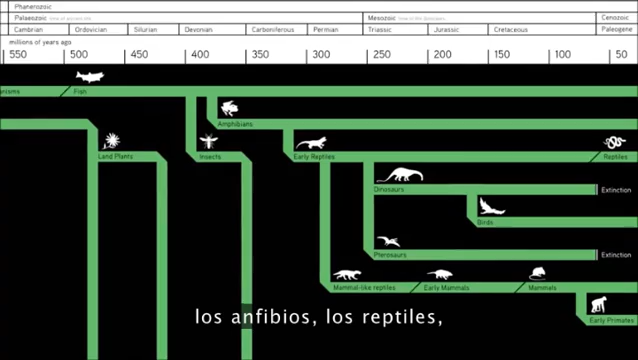 Phanerozoic
Palaeozoic
Mesozoic
Cenozoic
Cambrian Ordovician Silurian Devonian Carboniferous Permian Triassic Jurassic Cretaceous Paleogene
millions of years ago
550 500 450 400 350 300 250 200 150 100 50
Fish
Amphibians
Land Plants Insects Early Reptiles Reptiles
Dinosaurs Extinction
Birds
Pterosaurs Extinction
Mammal-like reptiles Early Mammals Mammals
los anfibios, los reptiles,
Early Primates